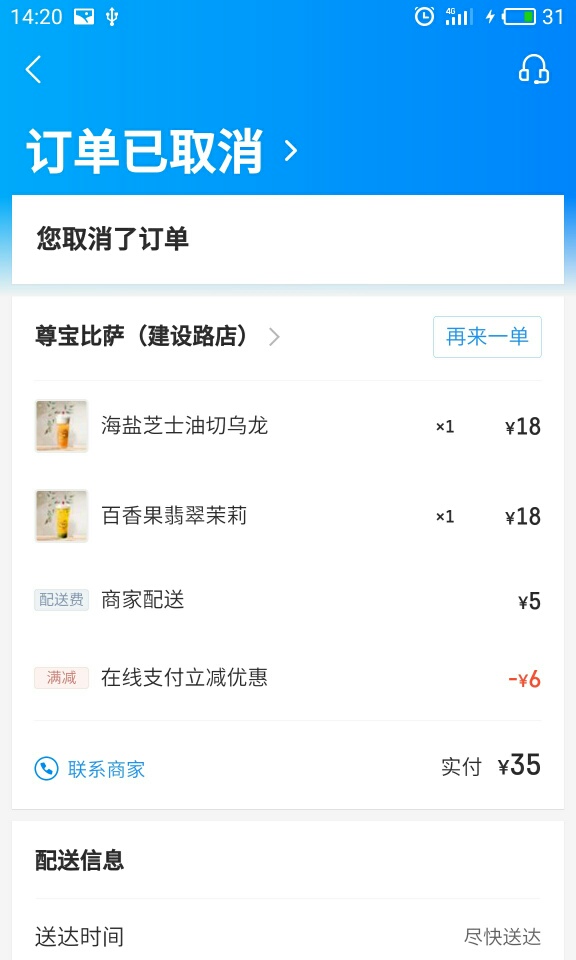 14:20 4G 31
订单已取消
您取消了订单
尊宝比萨（建设路店） 再来一单
海盐芝士油切乌龙 ×1 ¥18
百香果翡翠茉莉 ×1 ¥18
配送费 商家配送 ¥5
满减 在线支付立减优惠 -¥6
联系商家 实付 ¥35
配送信息
送达时间 尽快送达